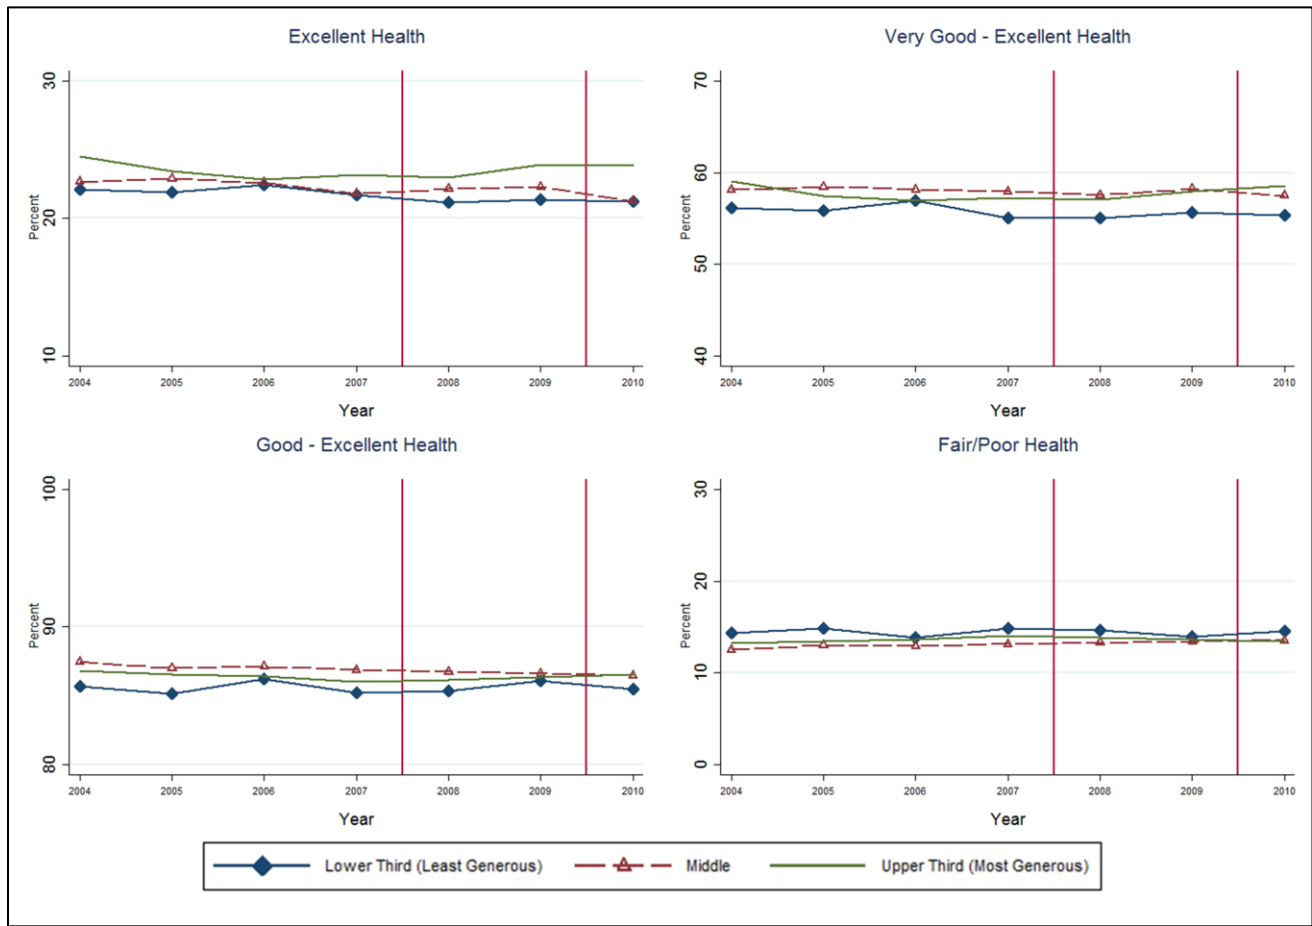 Excellent Health
30
20
10
Percent
2004 2005 2006 2007 2008 2009 2010
Year
Very Good - Excellent Health
70
60
50
40
Percent
2004 2005 2006 2007 2008 2009 2010
Year
Good - Excellent Health
100
90
80
Percent
2004 2005 2006 2007 2008 2009 2010
Year
Fair/Poor Health
30
20
10
0
Percent
2004 2005 2006 2007 2008 2009 2010
Year
Lower Third (Least Generous) Middle Upper Third (Most Generous)